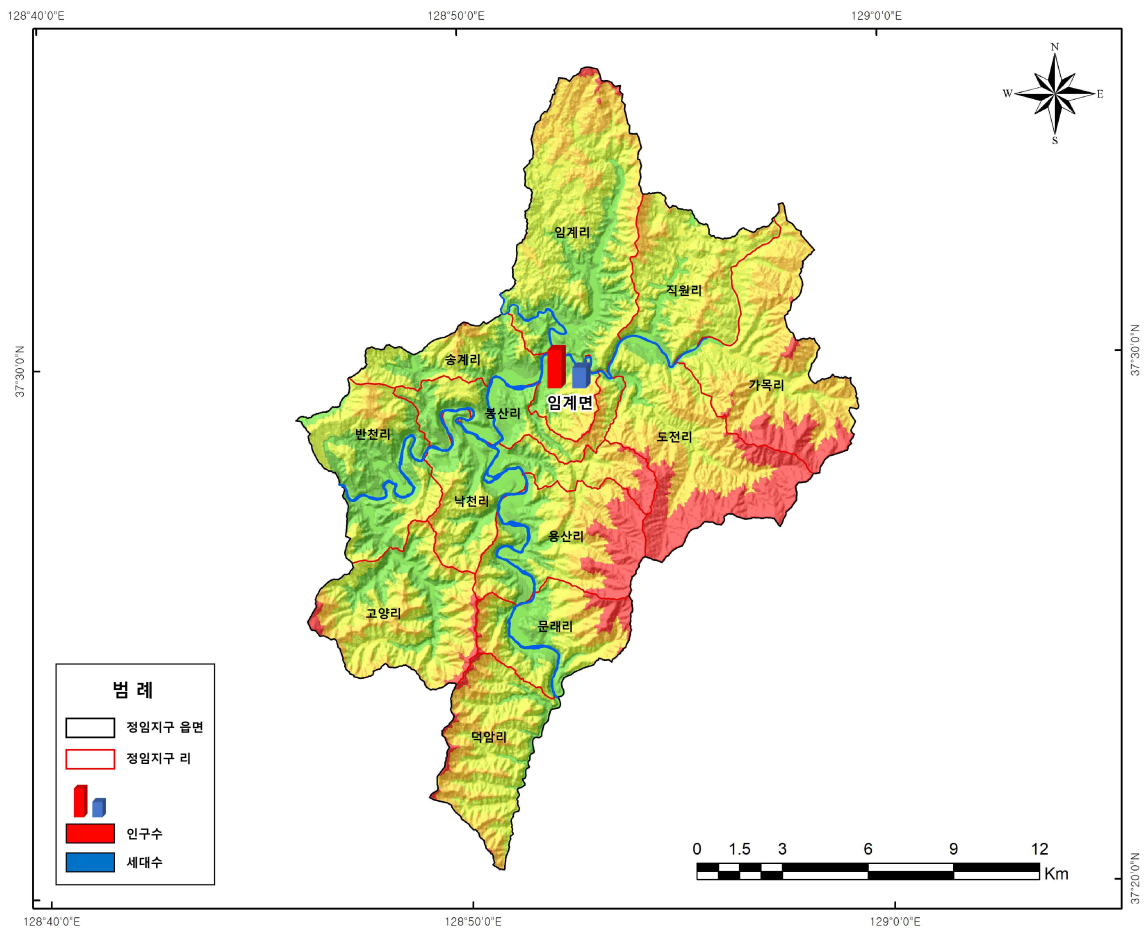 128°40'0"E
128°50'0"E
129°0'0"E
N
W
E
S
임계리
직원리
37°30'0"N
37°30'0"N
송계리
가목리
임계면
봉산리
반천리
도전리
낙천리
용산리
고양리
문래리
덕암리
범 례
정임지구 읍면
정임지구 리
인구수
세대수
0 1.5 3 6 9 12
Km
37°20'0"N
128°40'0"E
128°50'0"E
129°0'0"E